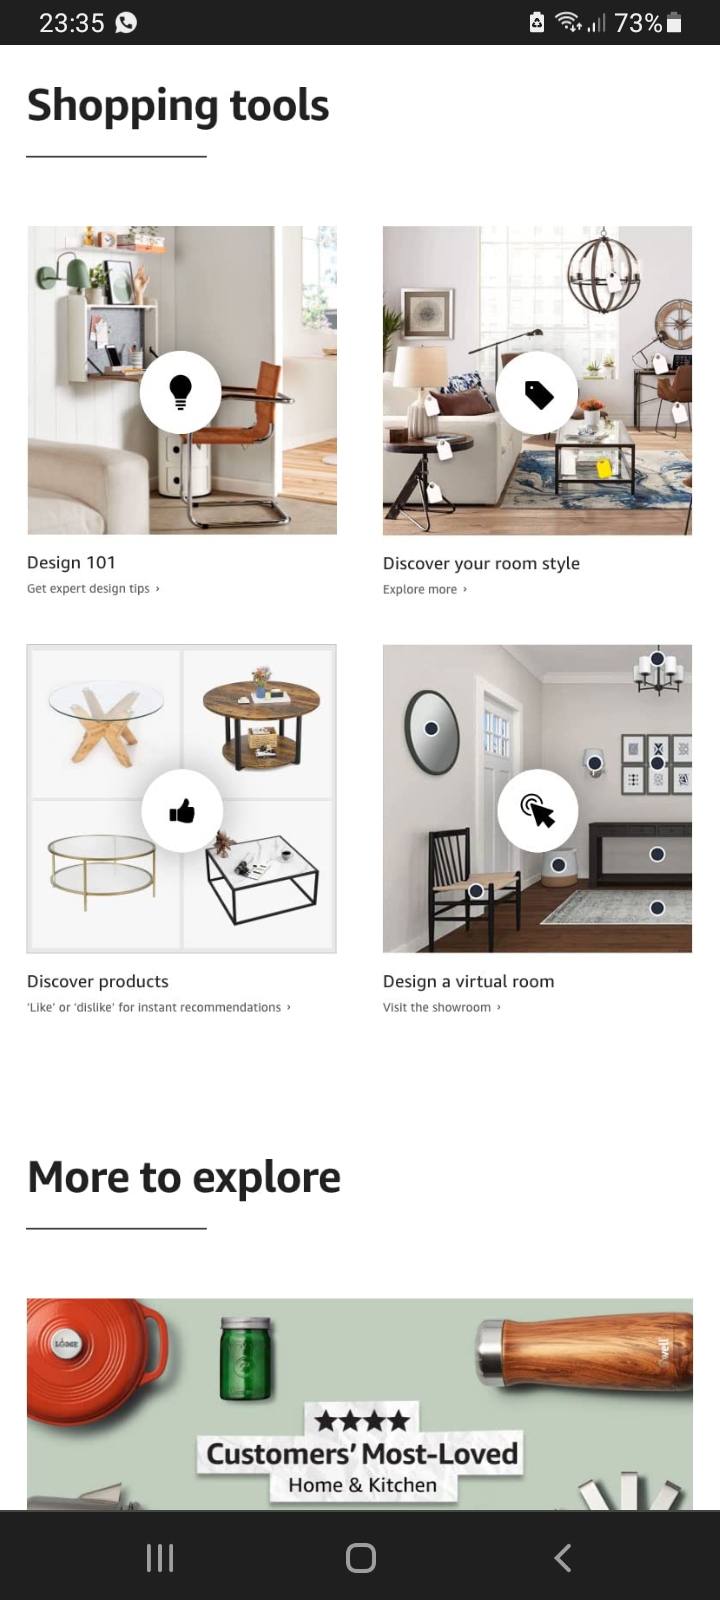 23:35
73%
Shopping tools
Design 101
Get expert design tips ›
Discover your room style
Explore more ›
Discover products
'Like' or 'dislike' for instant recommendations ›
Design a virtual room
Visit the showroom ›
More to explore
S'well
Customers' Most-Loved
Home & Kitchen